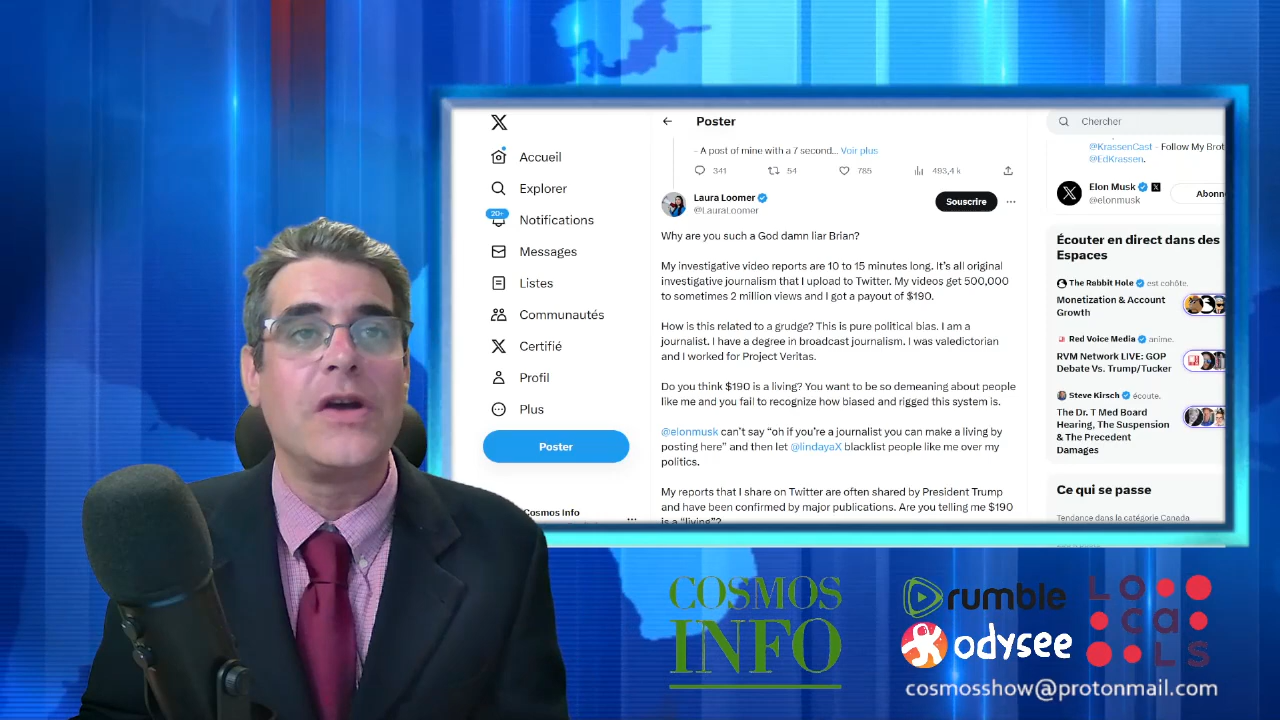 Poster
Chercher
- A post of mine with a 7 second... Voir plus
341 54 785 493,4 k
Accueil
Explorer
20+
Notifications
Messages
Listes
Communautés
Certifié
Profil
Plus
Poster
Cosmos Info
Laura Loomer
@LauraLoomer
Souscrire
Why are you such a God damn liar Brian?
My investigative video reports are 10 to 15 minutes long. It's all original
investigative journalism that I upload to Twitter. My videos get 500,000
to sometimes 2 million views and I got a payout of $190.
How is this related to a grudge? This is pure political bias. I am a
journalist. I have a degree in broadcast journalism. I was valedictorian
and I worked for Project Veritas.
Do you think $190 is a living? You want to be so demeaning about people
like me and you fail to recognize how biased and rigged this system is.
@elonmusk can't say “oh if you're a journalist you can make a living by
posting here” and then let @lindayaX blacklist people like me over my
politics.
My reports that I share on Twitter are often shared by President Trump
and have been confirmed by major publications. Are you telling me $190
is a “living”?
@KrassenCast - Follow My Brot
@EdKrassen.
Elon Musk
@elonmusk
Abonn
Écouter en direct dans des
Espaces
The Rabbit Hole est cohôte.
Monetization & Account
Growth
Red Voice Media anime.
RVM Network LIVE: GOP
Debate Vs. Trump/Tucker
Steve Kirsch écoute.
The Dr. T Med Board
Hearing, The Suspension
& The Precedent
Damages
Ce qui se passe
Tendance dans la catégorie Canada
COSMOS
INFO
rumble
odysee
LOcaLS
cosmosshow@protonmail.com